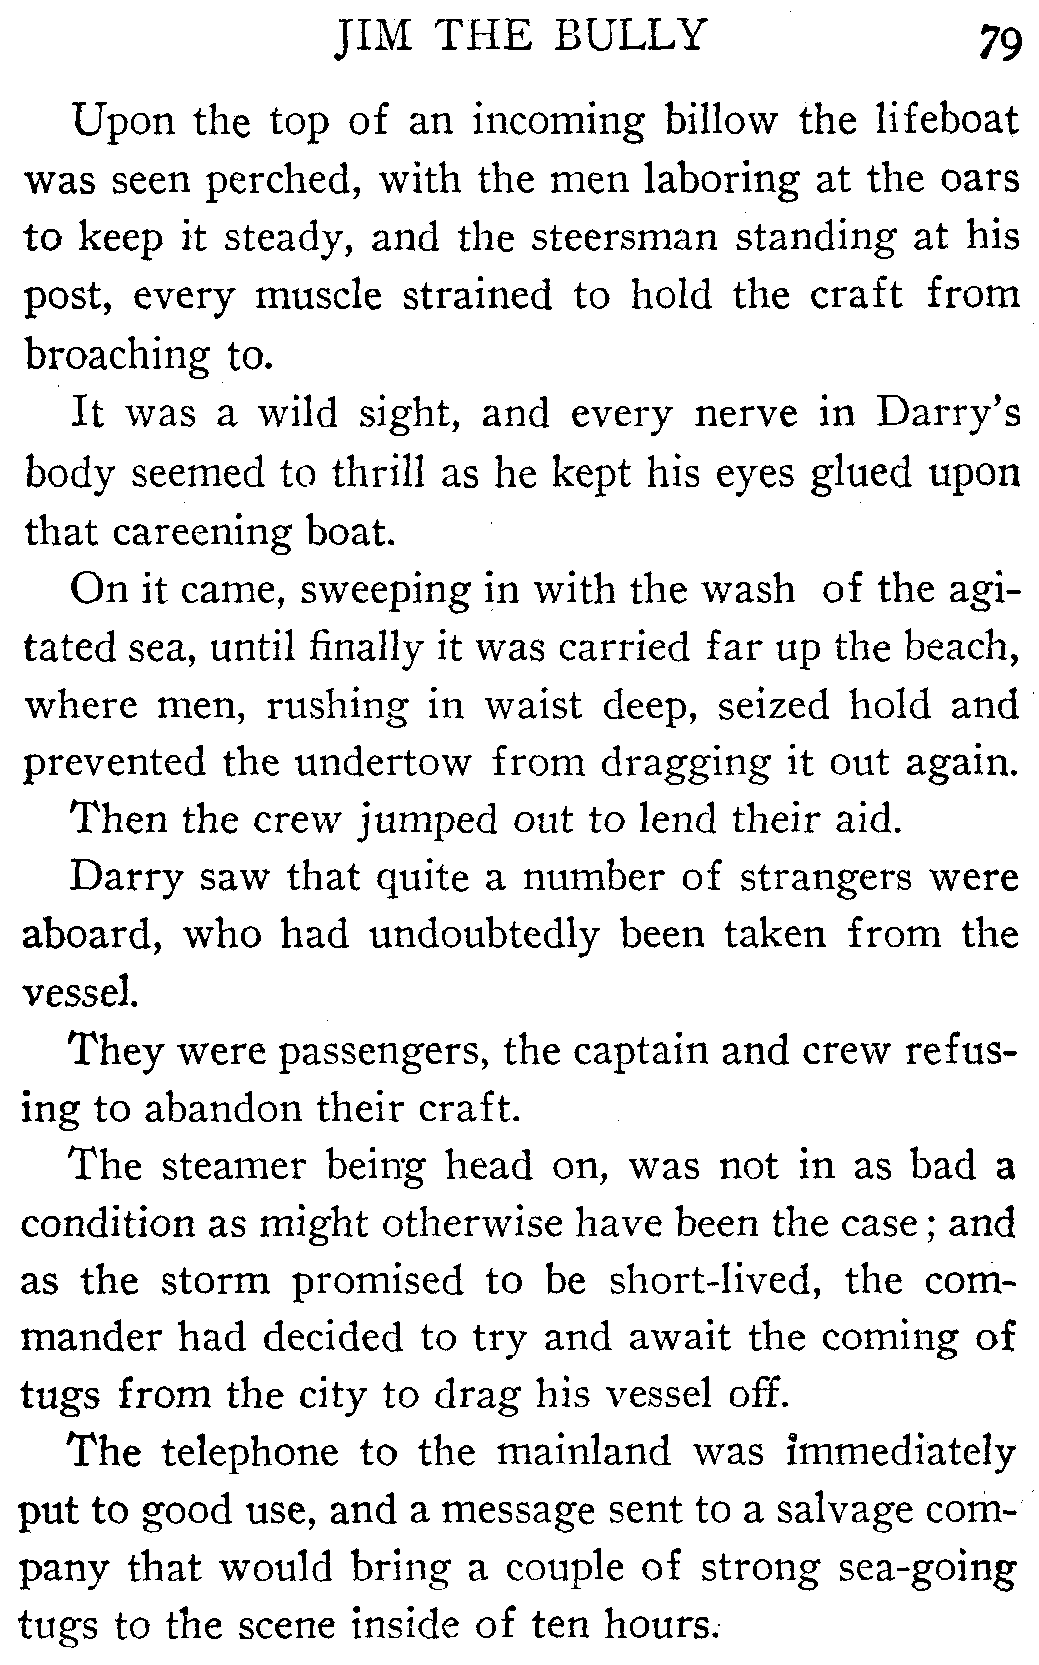 JIM THE BULLY 79
Upon the top of an incoming billow the lifeboat
was seen perched, with the men laboring at the oars
to keep it steady, and the steersman standing at his
post, every muscle strained to hold the craft from
broaching to.
It was a wild sight, and every nerve in Darry's
body seemed to thrill as he kept his eyes glued upon
that careening boat.
On it came, sweeping in with the wash of the agi-
tated sea, until finally it was carried far up the beach,
where men, rushing in waist deep, seized hold and
prevented the undertow from dragging it out again.
Then the crew jumped out to lend their aid.
Darry saw that quite a number of strangers were
aboard, who had undoubtedly been taken from the
vessel.
They were passengers, the captain and crew refus-
ing to abandon their craft.
The steamer being head on, was not in as bad a
condition as might otherwise have been the case; and
as the storm promised to be short-lived, the com-
mander had decided to try and await the coming of
tugs from the city to drag his vessel off.
The telephone to the mainland was immediately
put to good use, and a message sent to a salvage com-
pany that would bring a couple of strong sea-going
tugs to the scene inside of ten hours.